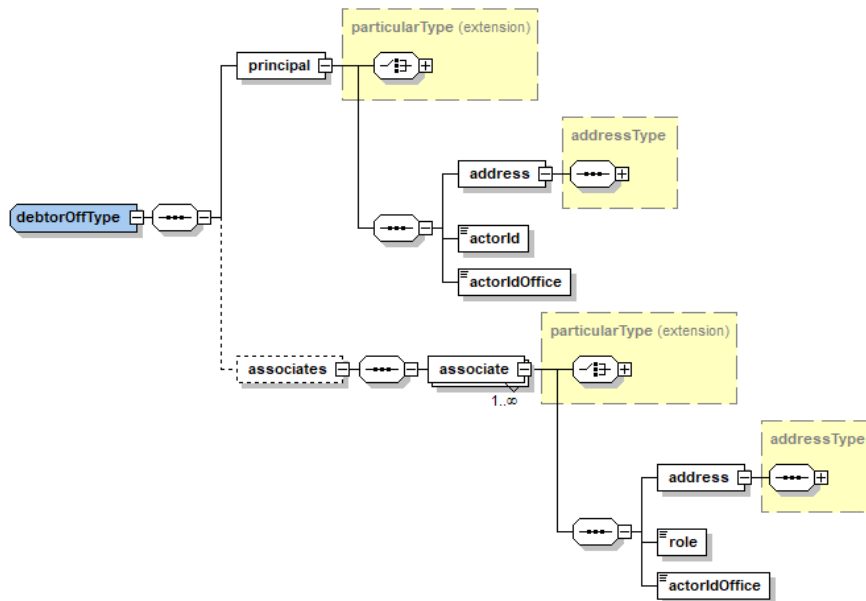 particularType (extension)
principal
addressType
address
debtorOffType
actorId
actorIdOffice
particularType (extension)
associates
associate
1..∞
addressType
address
role
actorIdOffice